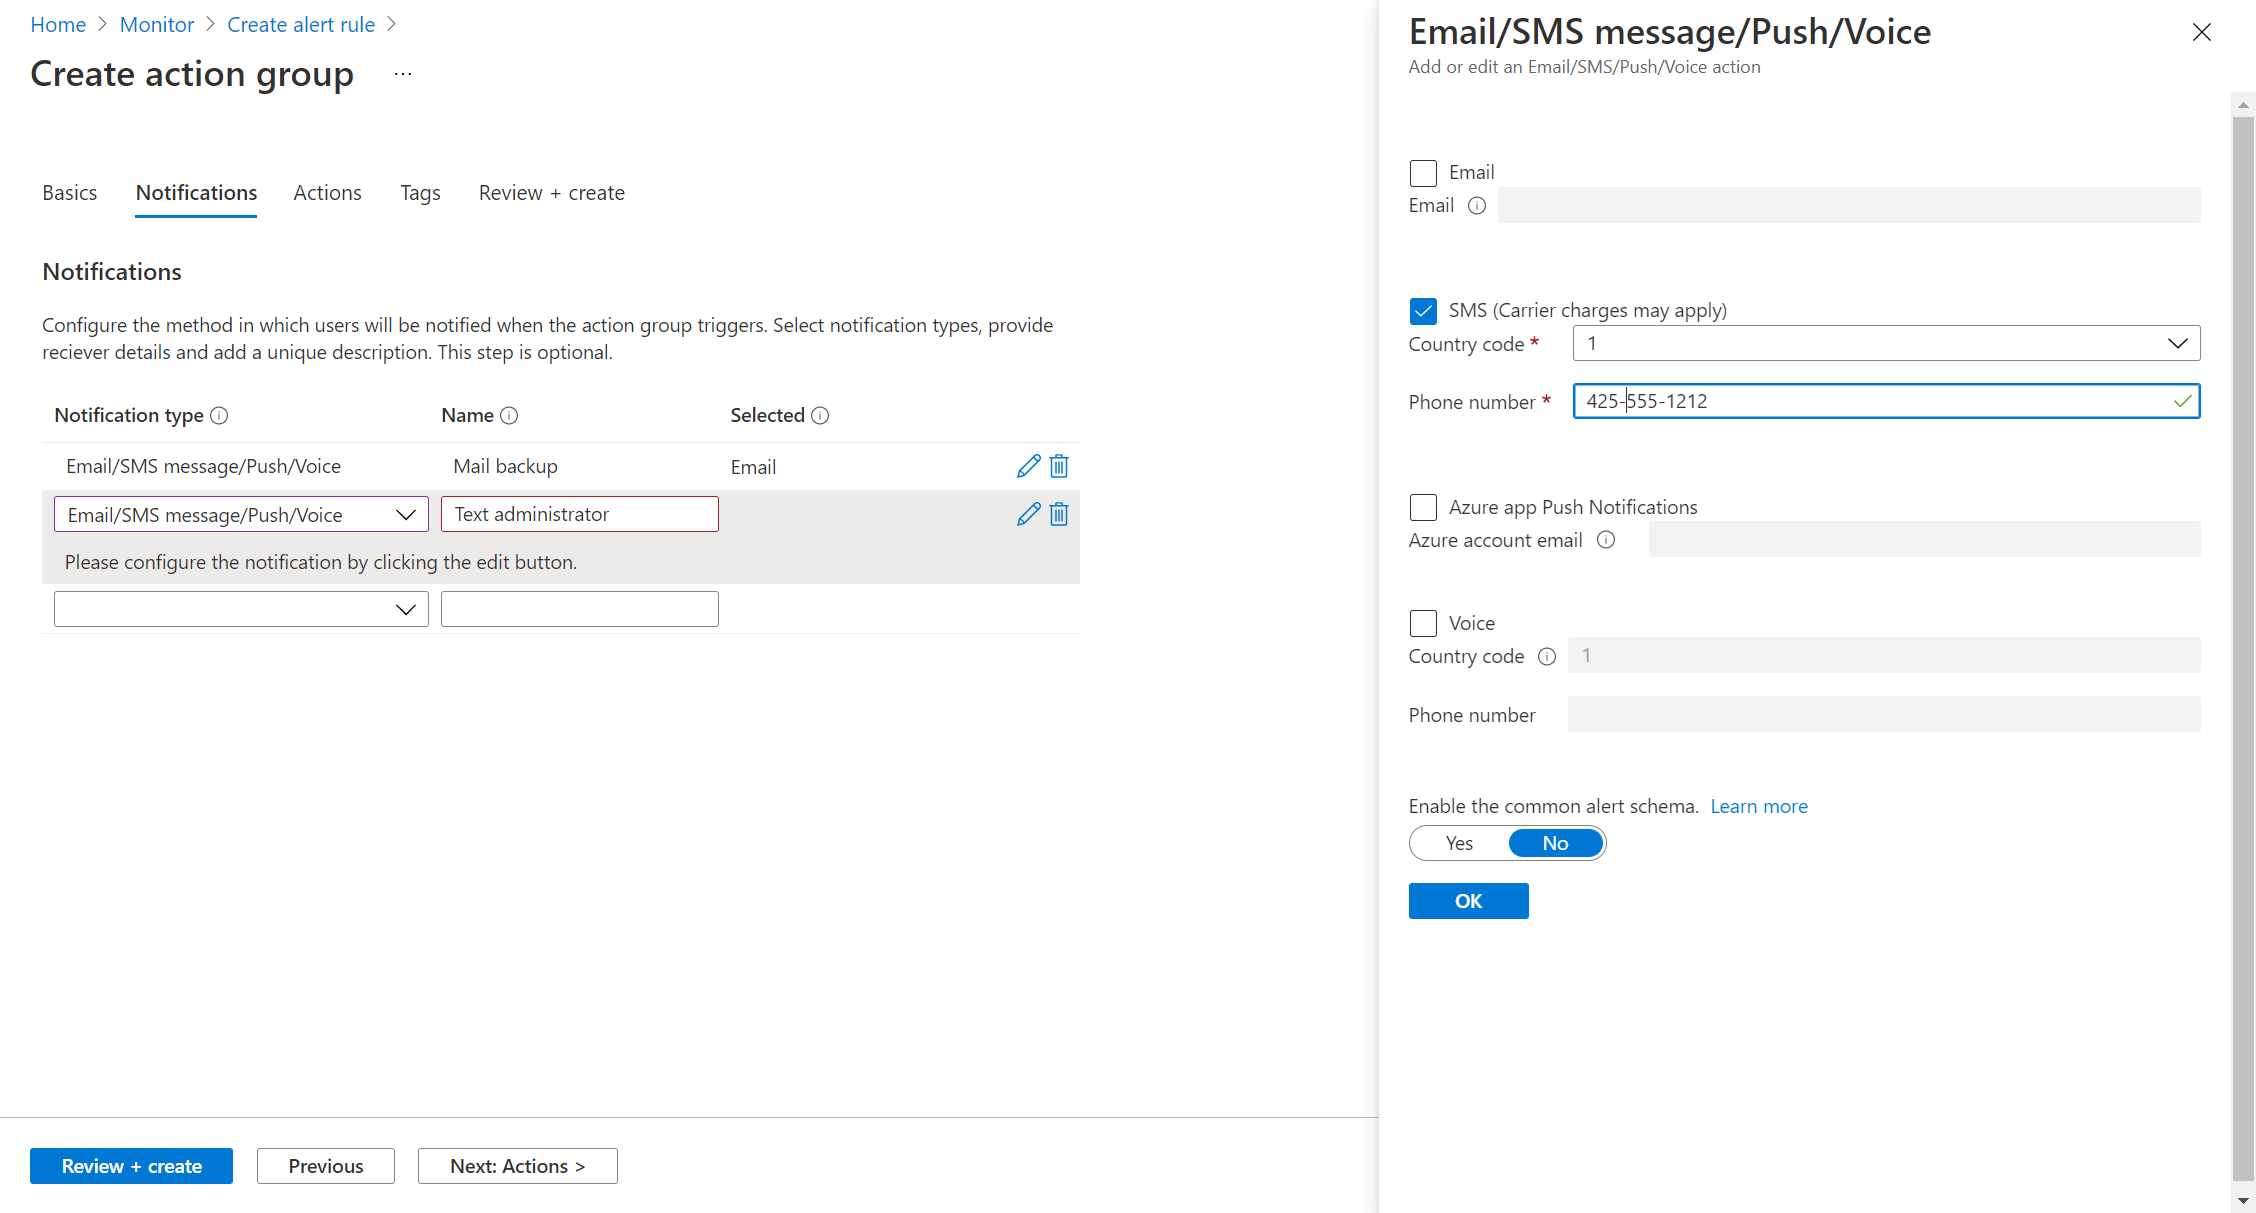 Home > Monitor > Create alert rule >
Create action group ...
Basics Notifications Actions Tags Review + create
Notifications
Configure the method in which users will be notified when the action group triggers. Select notification types, provide
reciever details and add a unique description. This step is optional.
Notification type Name Selected
Email/SMS message/Push/Voice Mail backup Email
Email/SMS message/Push/Voice Text administrator
Please configure the notification by clicking the edit button.
Review + create Previous Next: Actions >
Email/SMS message/Push/Voice
Add or edit an Email/SMS/Push/Voice action
Email
Email
SMS (Carrier charges may apply)
Country code * 1
Phone number * 425-555-1212
Azure app Push Notifications
Azure account email
Voice
Country code 1
Phone number
Enable the common alert schema. Learn more
Yes No
OK